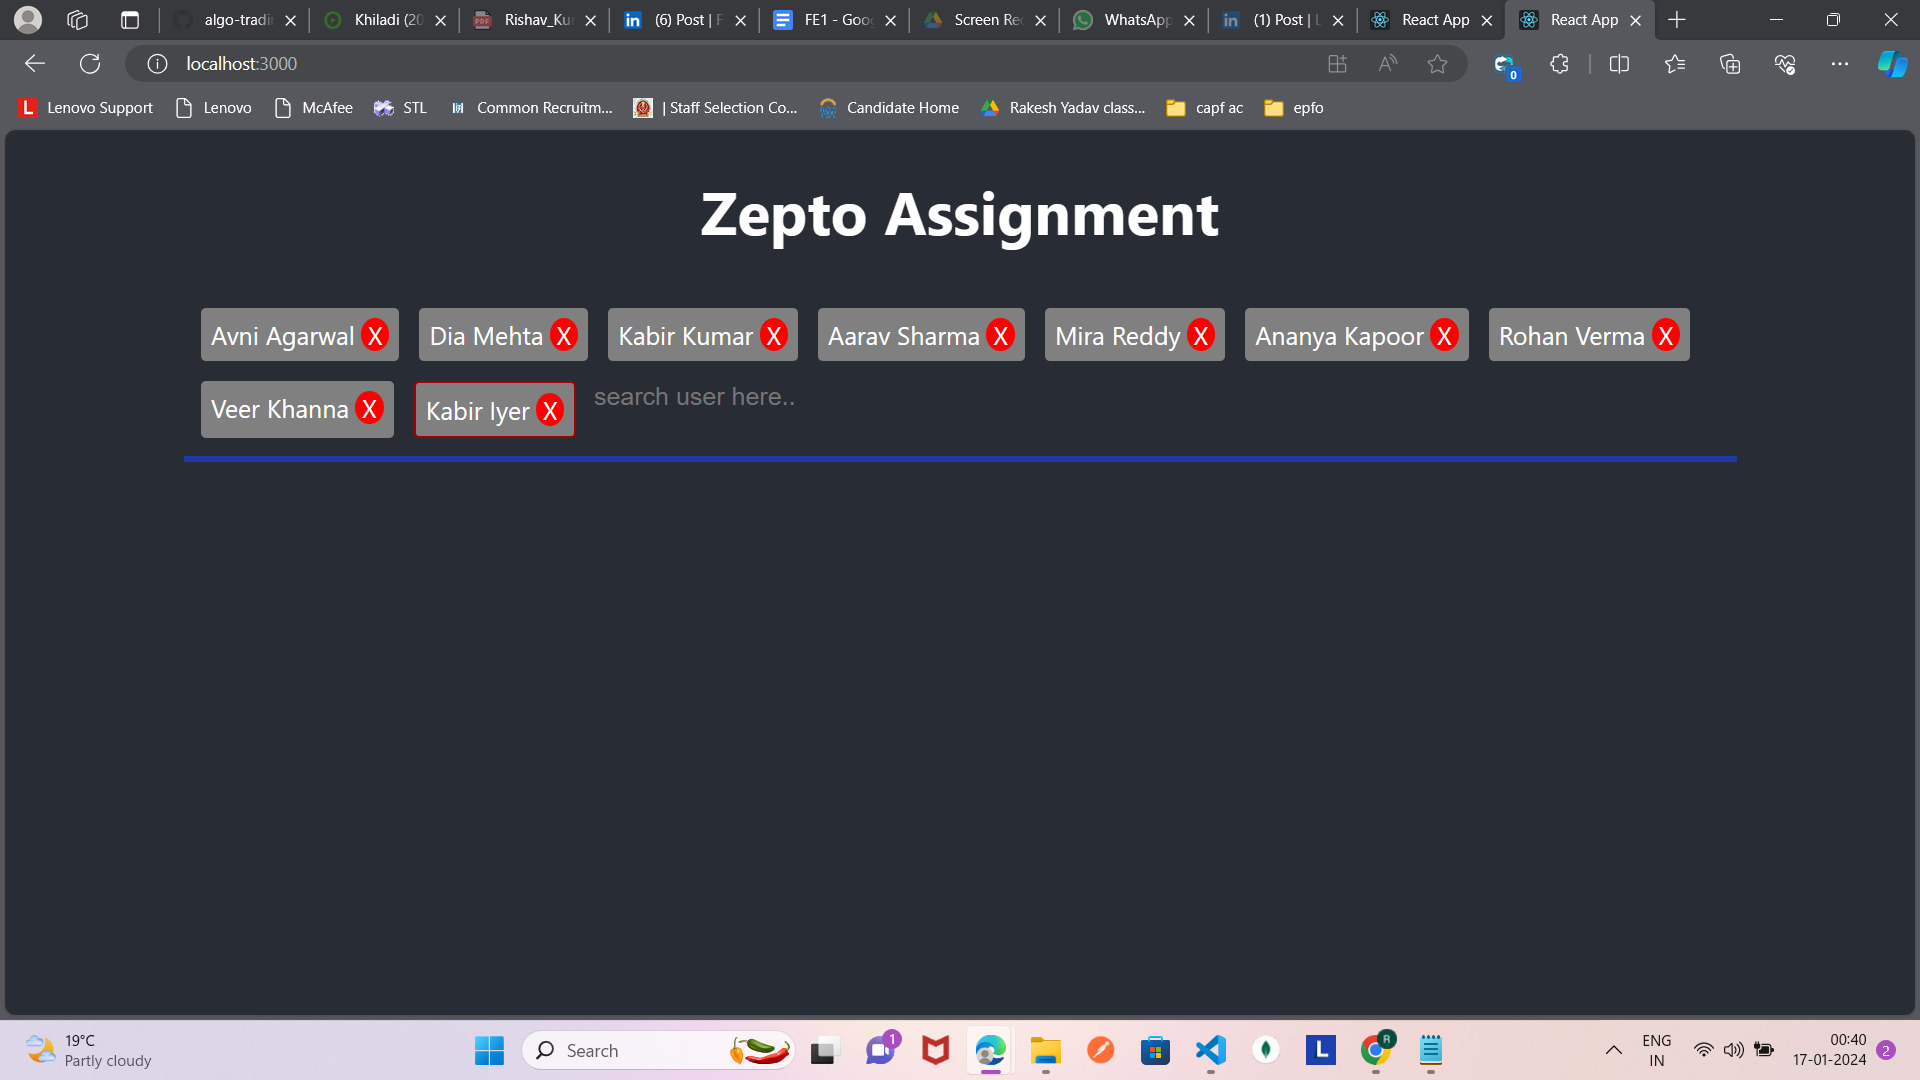 algo-tradi
Khiladi (20
Rishav_Ku
(6) Post | F
FE1 - Goo
Screen Re
WhatsApp
(1) Post | L
React App
React App
localhost:3000
0
Lenovo Support
Lenovo
McAfee
STL
Common Recruitm...
| Staff Selection Co...
Candidate Home
Rakesh Yadav class...
capf ac
epfo
Zepto Assignment
Avni Agarwal X
Dia Mehta X
Kabir Kumar X
Aarav Sharma X
Mira Reddy X
Ananya Kapoor X
Rohan Verma X
Veer Khanna X
Kabir Iyer X
search user here..
19°C
Partly cloudy
Search
1
L
R
ENG
IN
00:40
17-01-2024
2